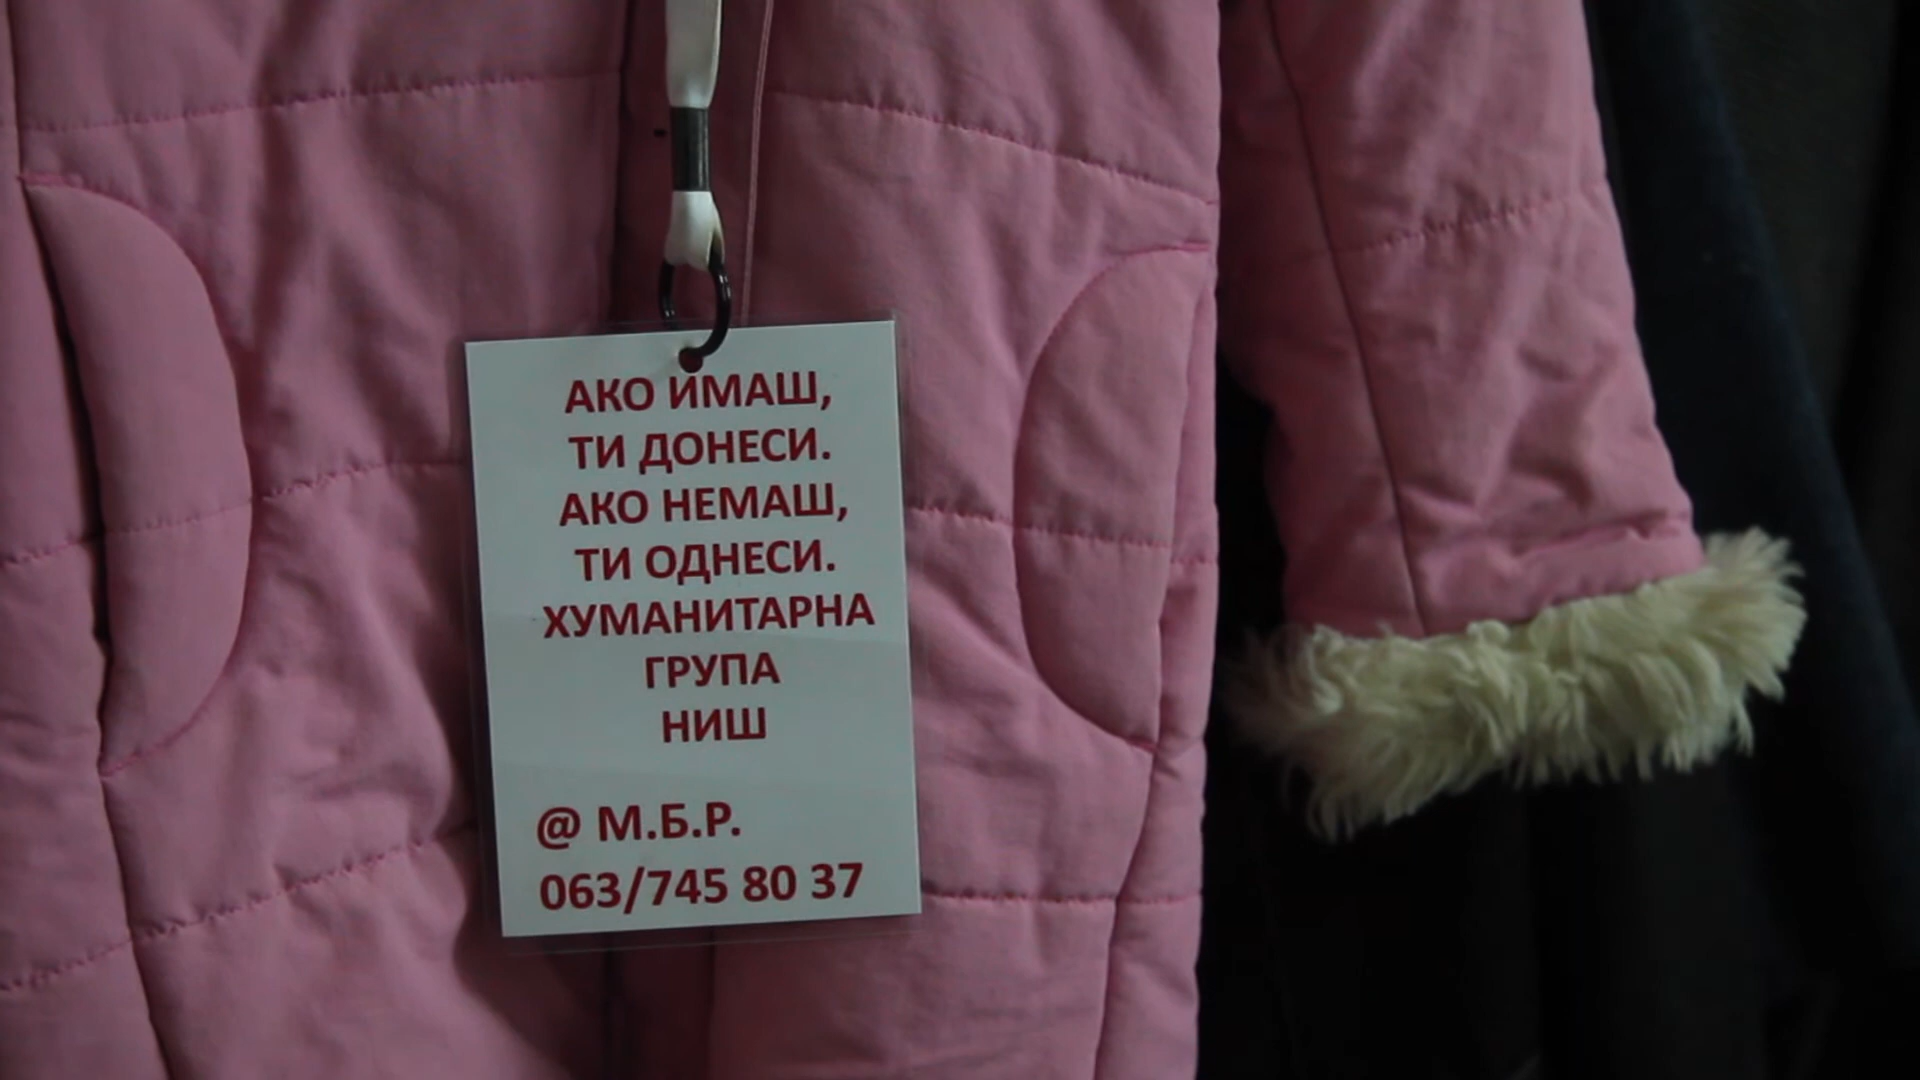 АКО ИМАШ,
ТИ ДОНЕСИ.
АКО НЕМАШ,
ТИ ОДНЕСИ.
ХУМАНИТАРНА
ГРУПА
НИШ
@ М.Б.Р.
063/745 80 37